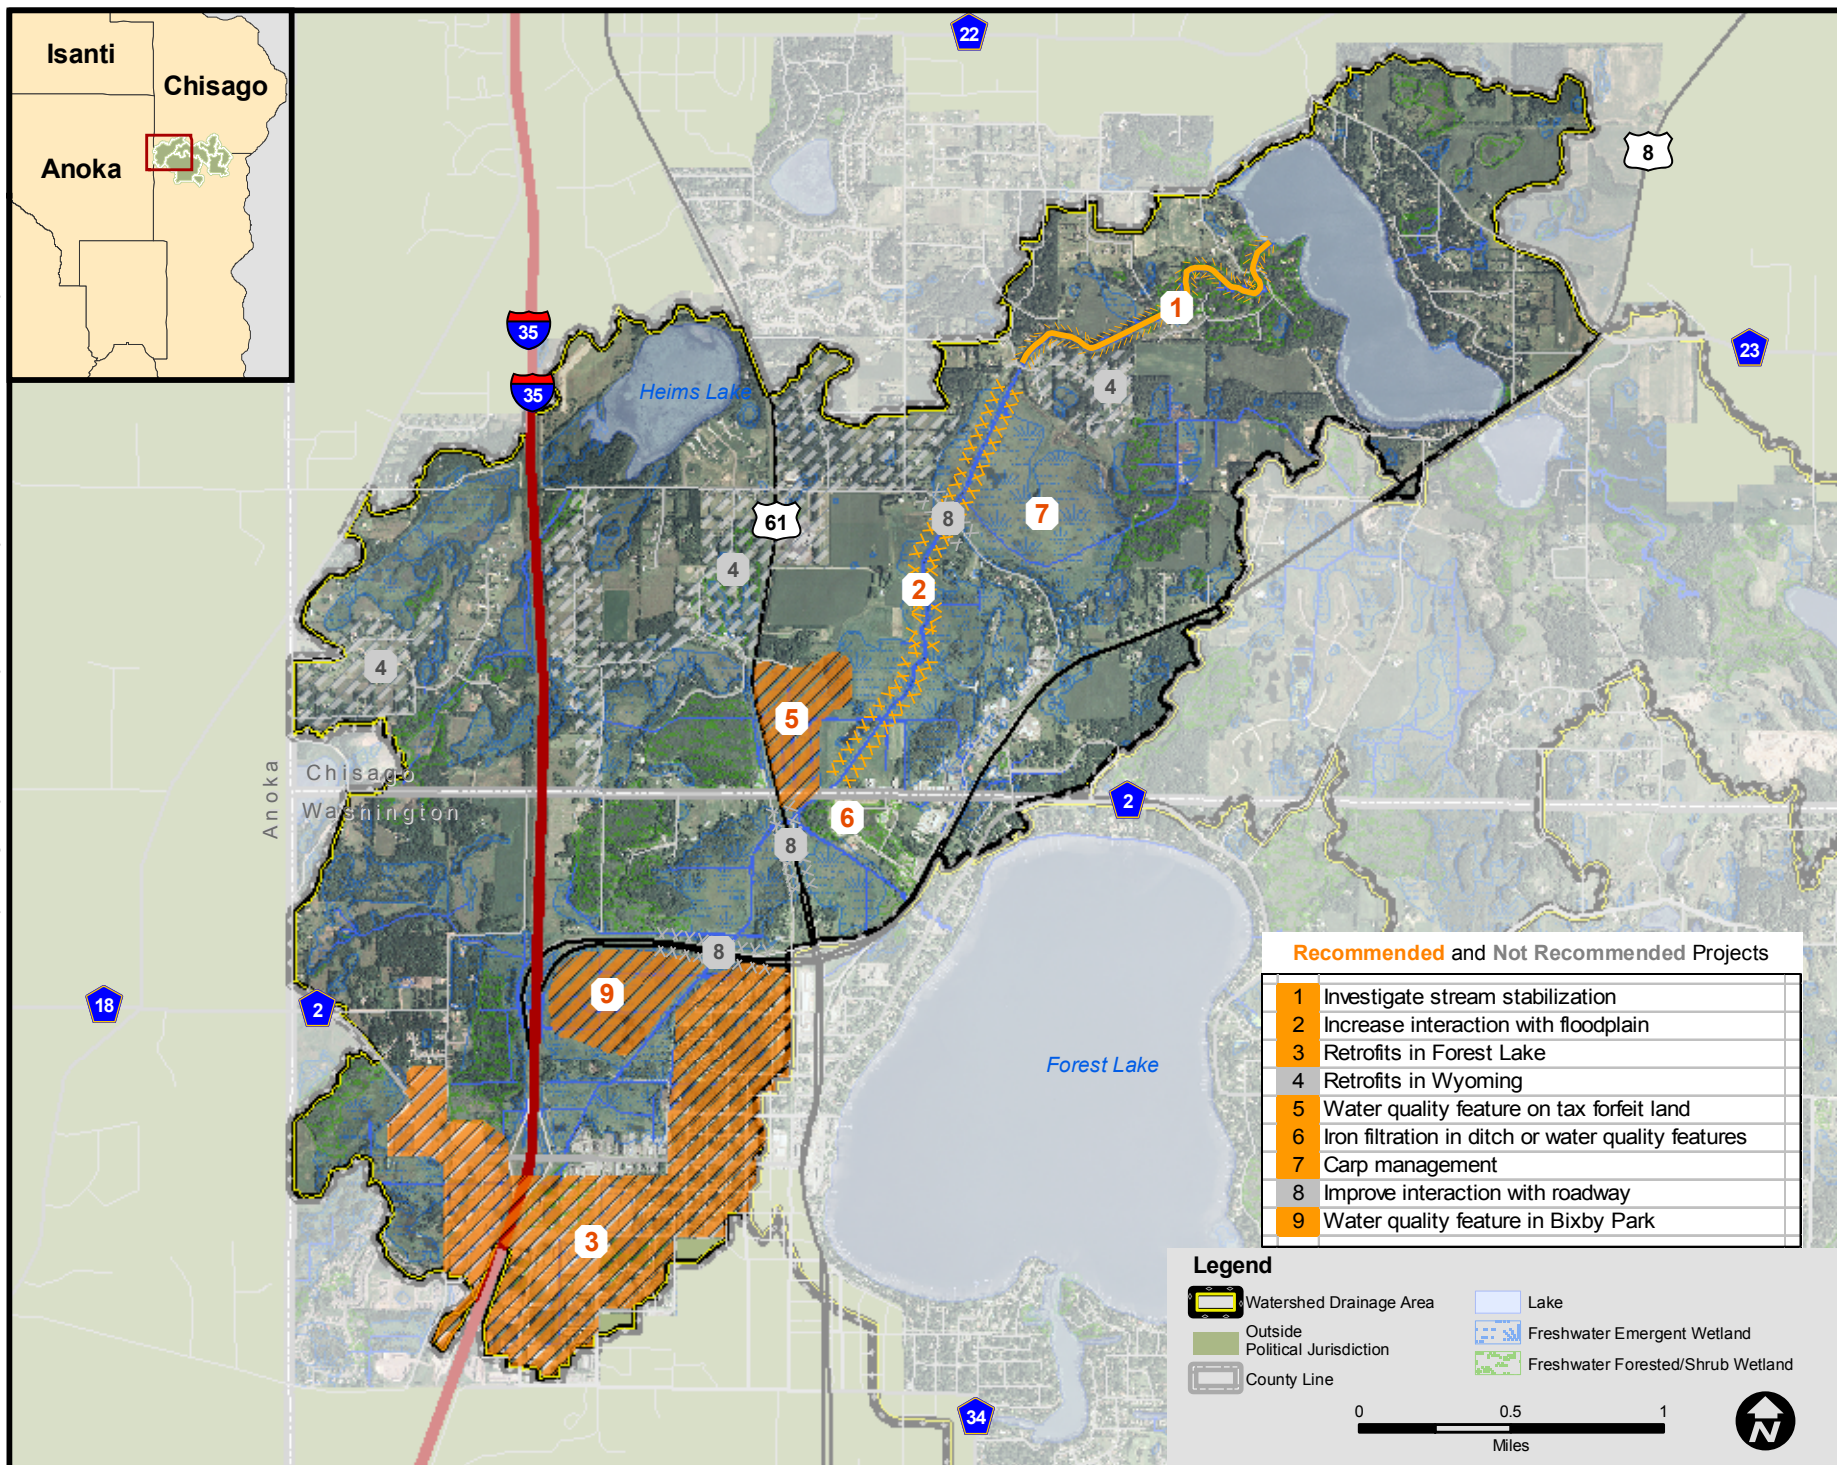 Isanti
Chisago
Anoka
22
8
35
35
Heims Lake
1
23
4
61
8
7
4
2
4
5
Anoka
Chisago
Washington
2
6
8
8
9
18
2
Forest Lake
3
34
Recommended and Not Recommended Projects
1 Investigate stream stabilization
2 Increase interaction with floodplain
3 Retrofits in Forest Lake
4 Retrofits in Wyoming
5 Water quality feature on tax forfeit land
6 Iron filtration in ditch or water quality features
7 Carp management
8 Improve interaction with roadway
9 Water quality feature in Bixby Park
Legend
Watershed Drainage Area
Outside
Political Jurisdiction
County Line
Lake
Freshwater Emergent Wetland
Freshwater Forested/Shrub Wetland
0 0.5 1
Miles
N